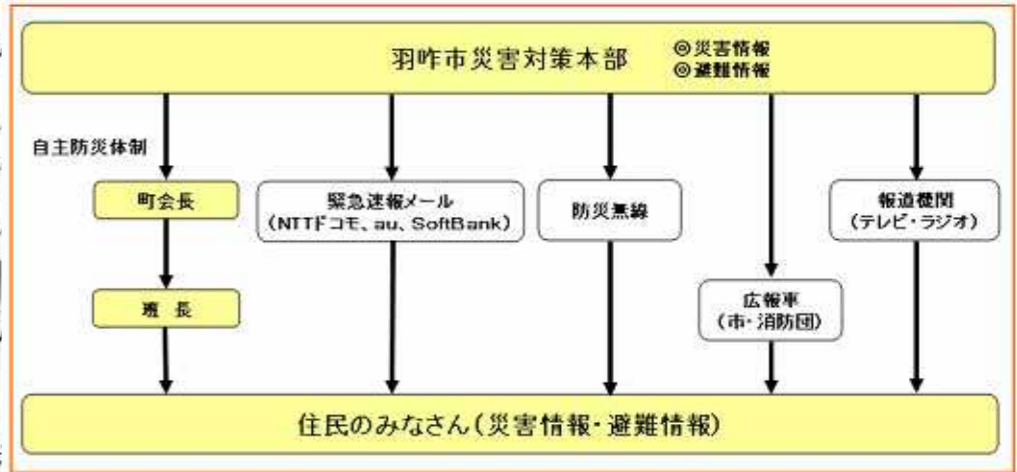 羽咋市災害対策本部
◎災害情報
◎避難情報
自主防災体制
町会長
緊急速報メール
(NTTドコモ、au、SoftBank)
防災無線
報道機関
(テレビ・ラジオ)
班 長
広報車
(市・消防団)
住民のみなさん(災害情報・避難情報)